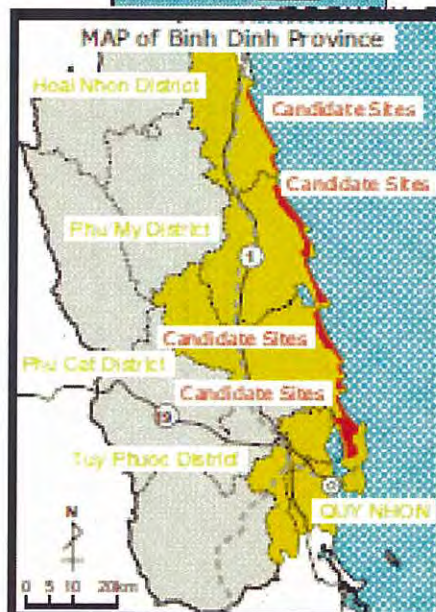 MAP of Binh Dinh Province
Hoai Nhon District
Candidate Sites
Candidate Sites
Phu My District
1
Candidate Sites
Phu Cat District
Candidate Sites
19
Tuy Phuoc District
QUY NHON
N
0 5 10 20km